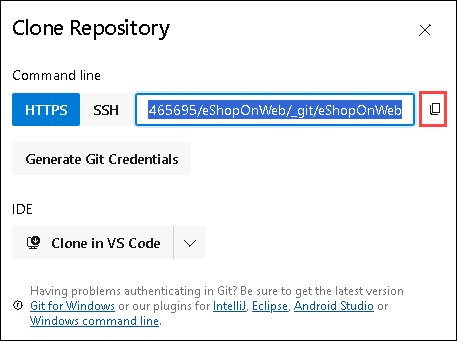 Clone Repository
Command line
HTTPS SSH 465695/eShopOnWeb/_git/eShopOnWeb
Generate Git Credentials
IDE
Clone in VS Code
Having problems authenticating in Git? Be sure to get the latest version
Git for Windows or our plugins for IntelliJ, Eclipse, Android Studio or
Windows command line.